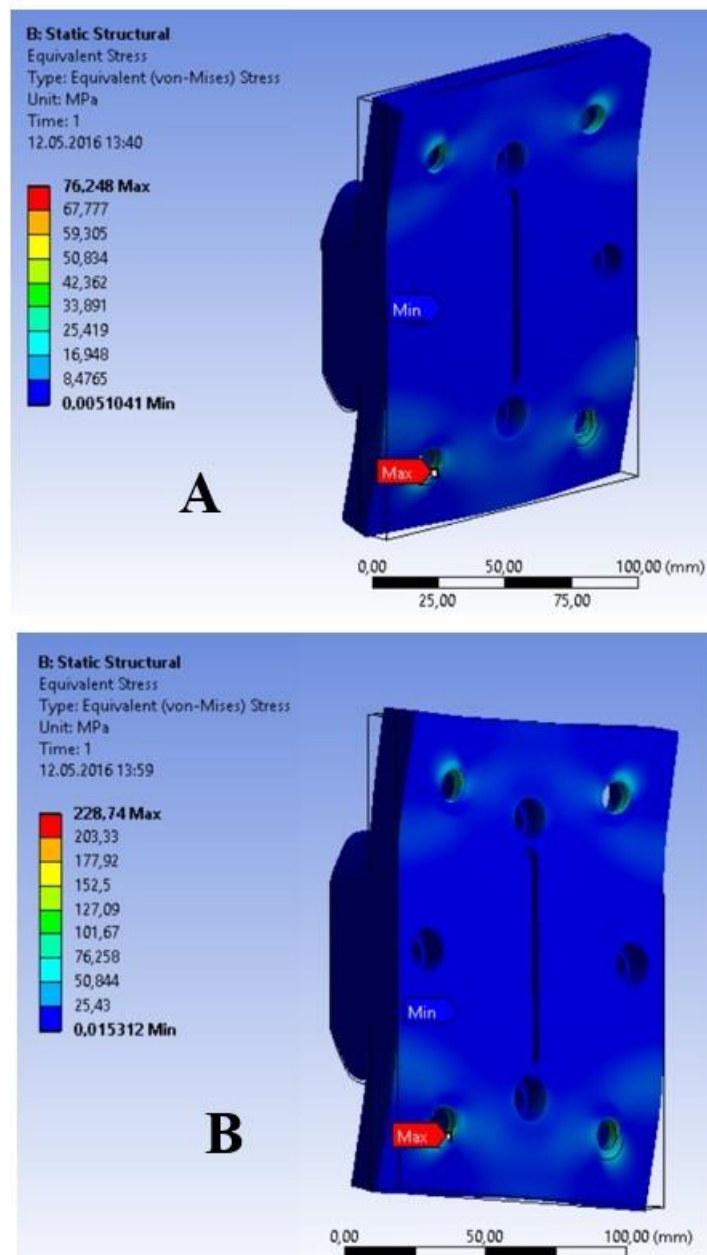 B: Static Structural
Equivalent Stress
Type: Equivalent (von-Mises) Stress
Unit: MPa
Time: 1
12.05.2016 13:40
76,248 Max
67,777
59,305
50,834
42,362
33,891
25,419
16,948
8,4765
0,0051041 Min
Min
Max
A
0,00 50,00 100,00 (mm)
25,00 75,00
B: Static Structural
Equivalent Stress
Type: Equivalent (von-Mises) Stress
Unit: MPa
Time: 1
12.05.2016 13:59
228,74 Max
203,33
177,92
152,5
127,09
101,67
76,258
50,844
25,43
0,015312 Min
Min
Max
B
0,00 50,00 100,00 (mm)